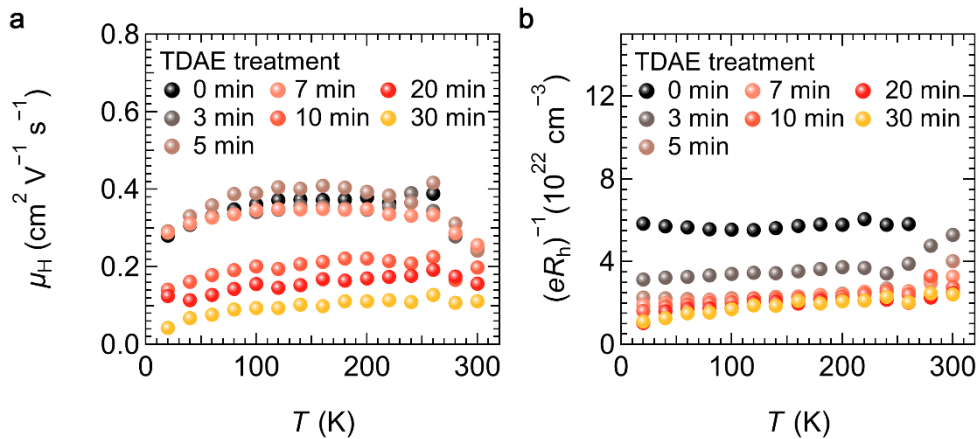 a
0.8
0.6
0.4
0.2
0.0
μH (cm² V⁻¹ s⁻¹)
TDAE treatment
0 min 7 min 20 min
3 min 10 min 30 min
5 min
0 100 200 300
T (K)
b
12
8
4
0
(eRh)⁻¹ (10²² cm⁻³)
TDAE treatment
0 min 7 min 20 min
3 min 10 min 30 min
5 min
0 100 200 300
T (K)